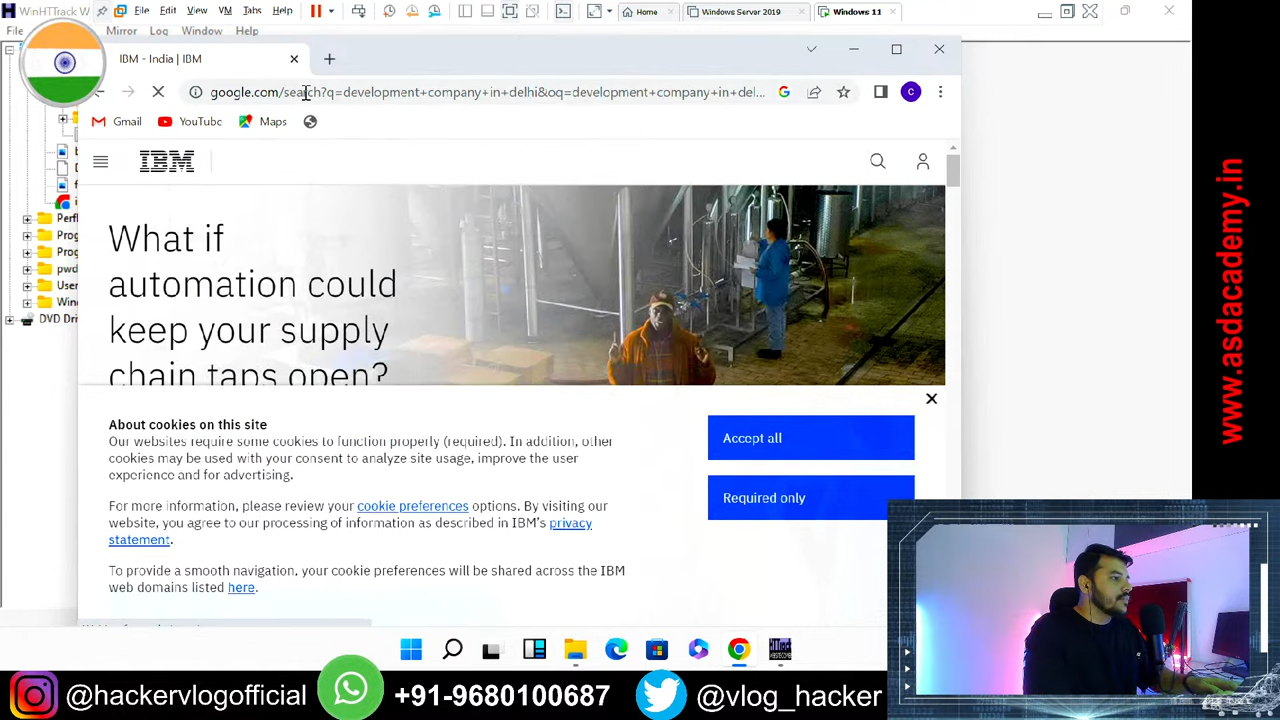 WinHTTrack W
File Edit View VM Tabs Help
Home
Windows Server 2019
Windows 11
File
Mirror Log Window Help
IBM - India | IBM
google.com/search?q=development+company+in+delhi&oq=development+company+in+del...
G
C
Gmail YouTube Maps
IBM
What if
automation could
keep your supply
chain taps open?
Perfl
Prog
Prog
pwd
User
Wind
DVD Dri
About cookies on this site
Our websites require some cookies to function properly (required). In addition, other
cookies may be used with your consent to analyze site usage, improve the user
experience and for advertising.
For more information, please review your cookie preferences options. By visiting our
website, you agree to our processing of information as described in IBM's privacy
statement.
To provide a smooth navigation, your cookie preferences will be shared across the IBM
web domains listed here.
Accept all
Required only
www.asdacademy.in
@hackervlogofficial
+91-9680100687
@vlog_hacker